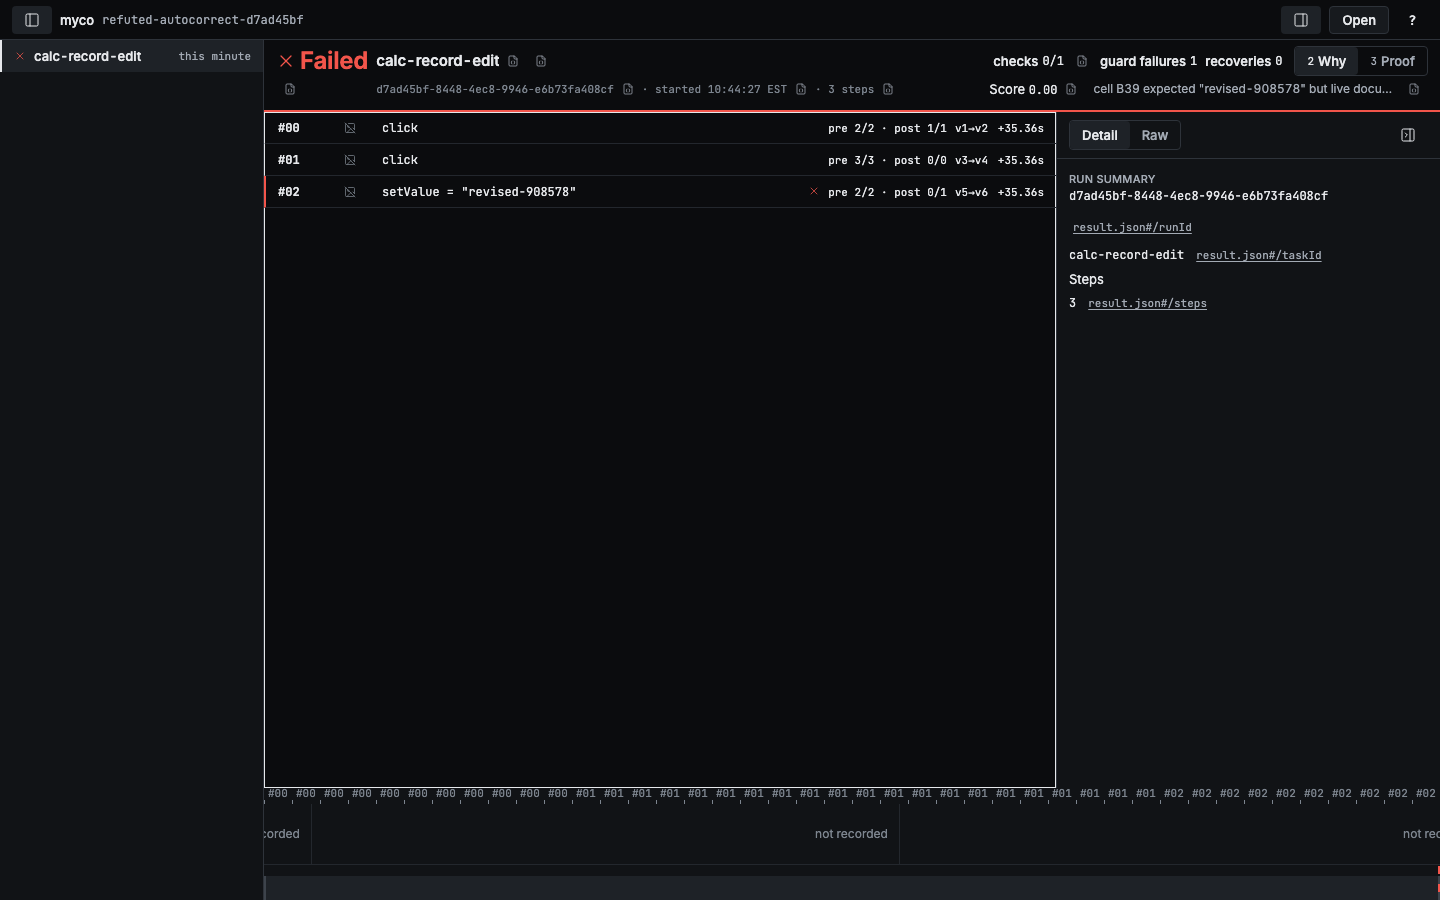 myco refuted-autocorrect-d7ad45bf
Open ?
calc-record-edit this minute
Failed calc-record-edit
checks 0/1 guard failures 1 recoveries 0 2 Why 3 Proof
d7ad45bf-8448-4ec8-9946-e6b73fa408cf · started 10:44:27 EST · 3 steps
Score 0.00 cell B39 expected "revised-908578" but live docu...
#00 click pre 2/2 · post 1/1 v1→v2 +35.36s
#01 click pre 3/3 · post 0/0 v3→v4 +35.36s
#02 setValue = "revised-908578" pre 2/2 · post 0/1 v5→v6 +35.36s
Detail Raw
RUN SUMMARY
d7ad45bf-8448-4ec8-9946-e6b73fa408cf
result.json#/runId
calc-record-edit result.json#/taskId
Steps
3 result.json#/steps
#00 #00 #00 #00 #00 #00 #00 #00 #00 #00 #00 #01 #01 #01 #01 #01 #01 #01 #01 #01 #01 #01 #01 #01 #01 #01 #01 #01 #01 #01 #01 #01 #02 #02 #02 #02 #02 #02 #02 #02 #02 #02
corded not recorded not rec